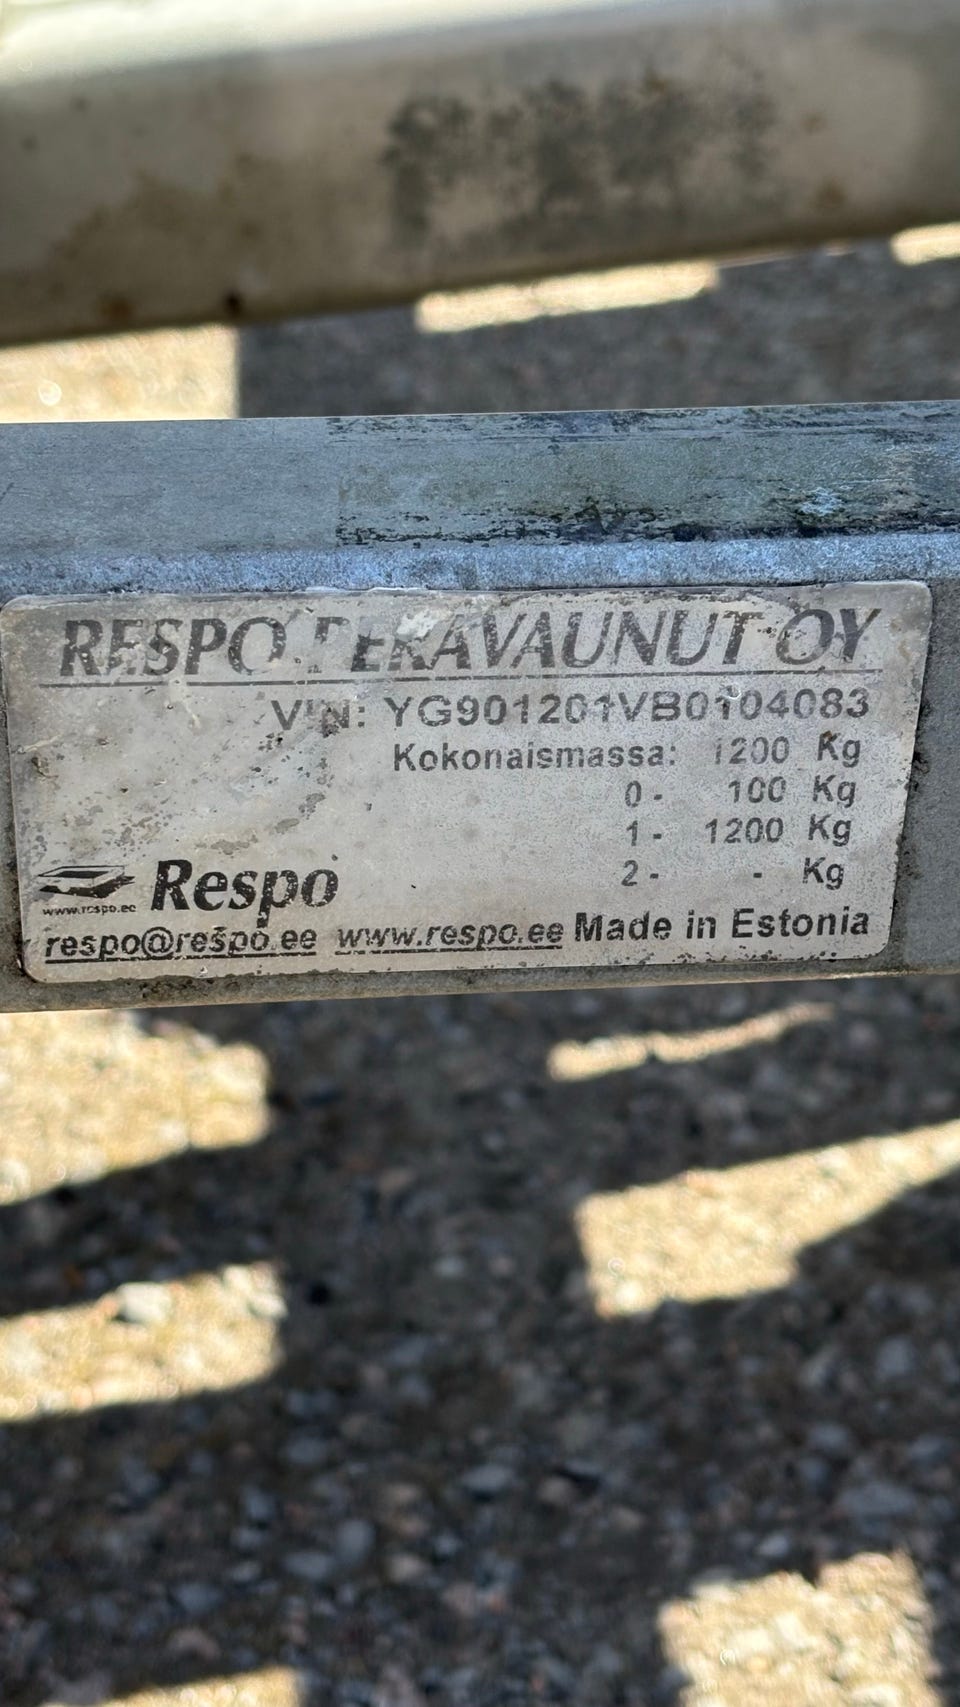 RESPO PERÄVAUNUT OY
VIN: YG901201VB0104083
Kokonaismassa: 1200 Kg
0 - 100 Kg
1 - 1200 Kg
2 - - Kg
www.respo.ee Respo
respo@respo.ee www.respo.ee Made in Estonia